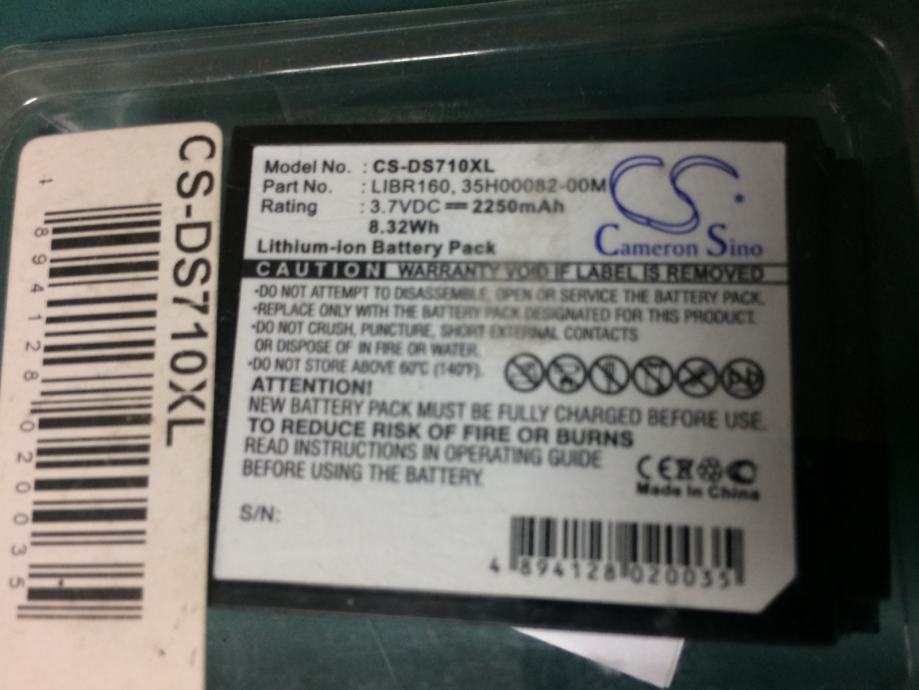 CS-DS710XL
1 894128 020035
Model No. : CS-DS710XL
Part No. : LIBR160, 35H00082-00M
Rating : 3.7VDC 2250mAh
8.32Wh
Lithium-ion Battery Pack
CS
Cameron Sino
CAUTION WARRANTY VOID IF LABEL IS REMOVED
•DO NOT ATTEMPT TO DISASSEMBLE, OPEN OR SERVICE THE BATTERY PACK.
•REPLACE ONLY WITH THE BATTERY PACK DESIGNATED FOR THIS PRODUCT.
•DO NOT CRUSH, PUNCTURE, SHORT EXTERNAL CONTACTS
OR DISPOSE OF IN FIRE OR WATER.
•DO NOT STORE ABOVE 60°C (140°F).
ATTENTION!
NEW BATTERY PACK MUST BE FULLY CHARGED BEFORE USE.
TO REDUCE RISK OF FIRE OR BURNS
READ INSTRUCTIONS IN OPERATING GUIDE
BEFORE USING THE BATTERY.
CE
Made in China
S/N:
4 894128 020035